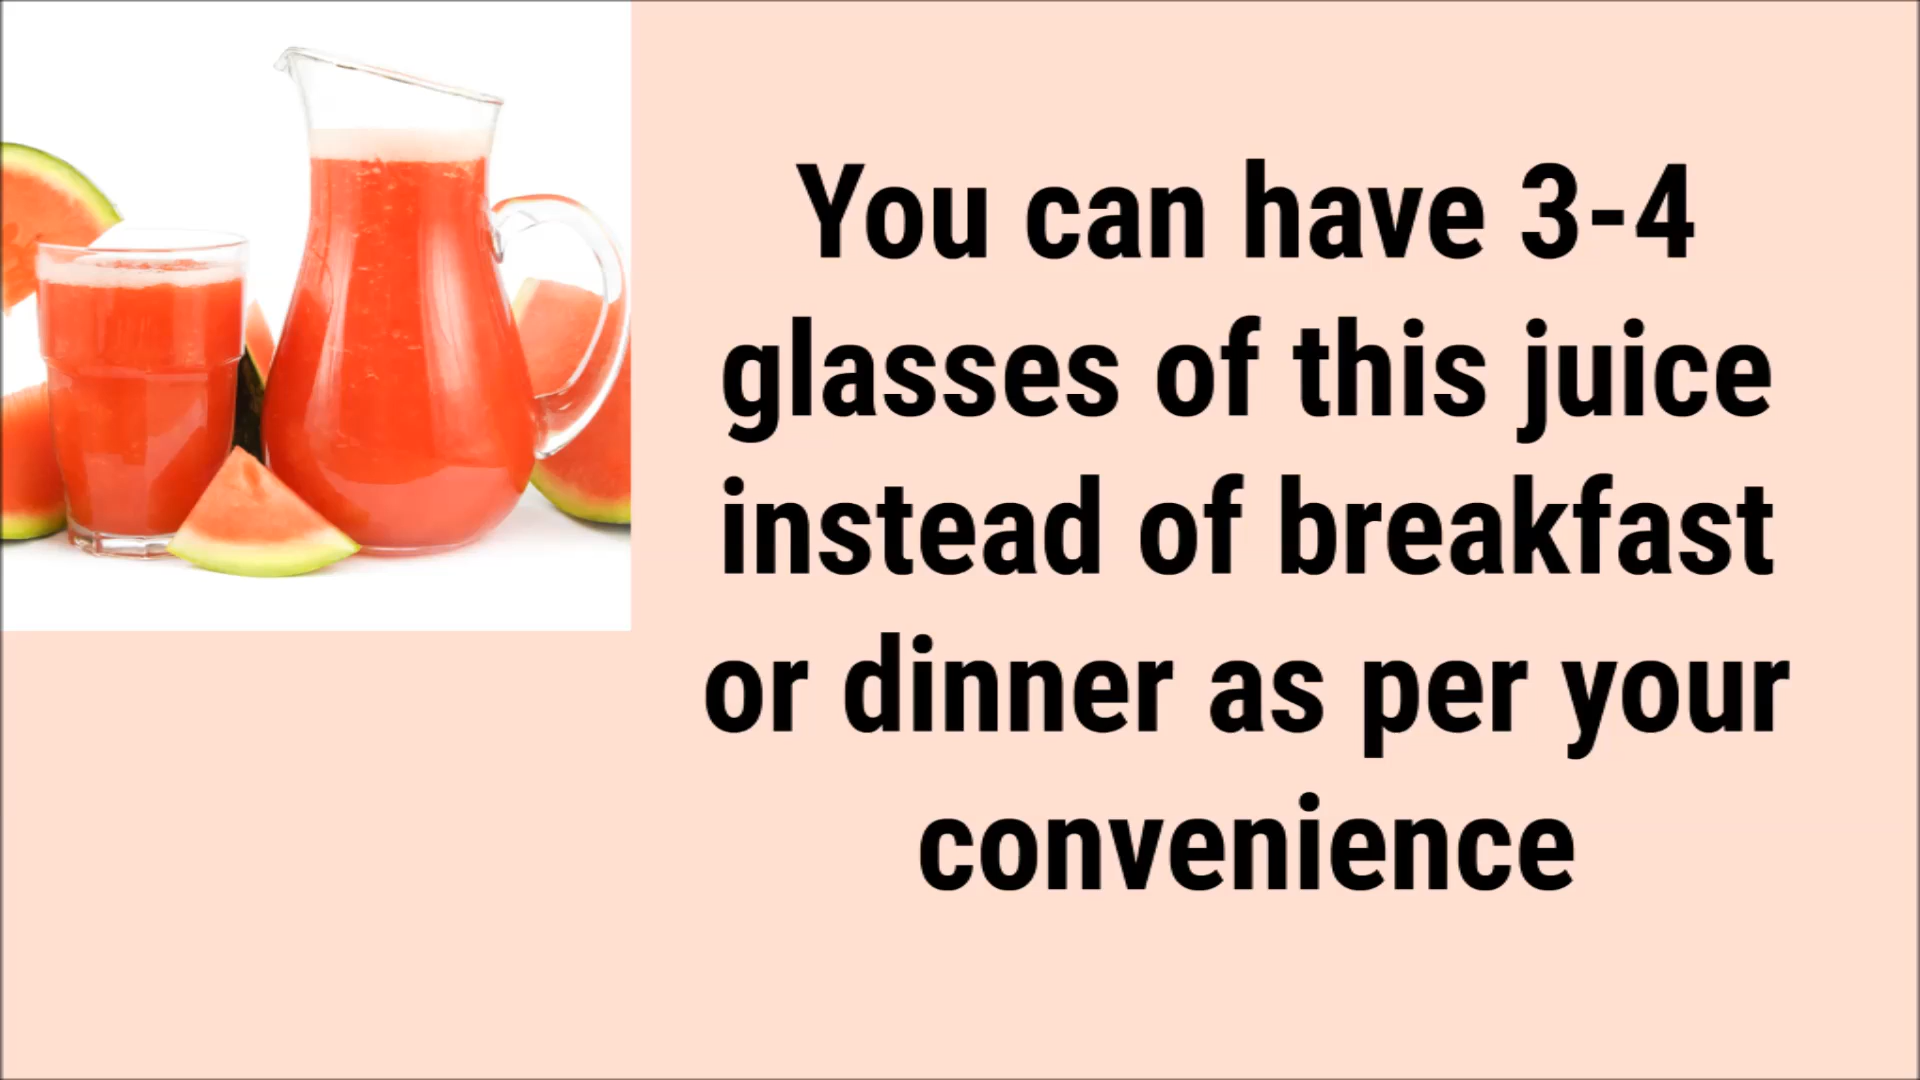 You can have 3-4
glasses of this juice
instead of breakfast
or dinner as per your
convenience